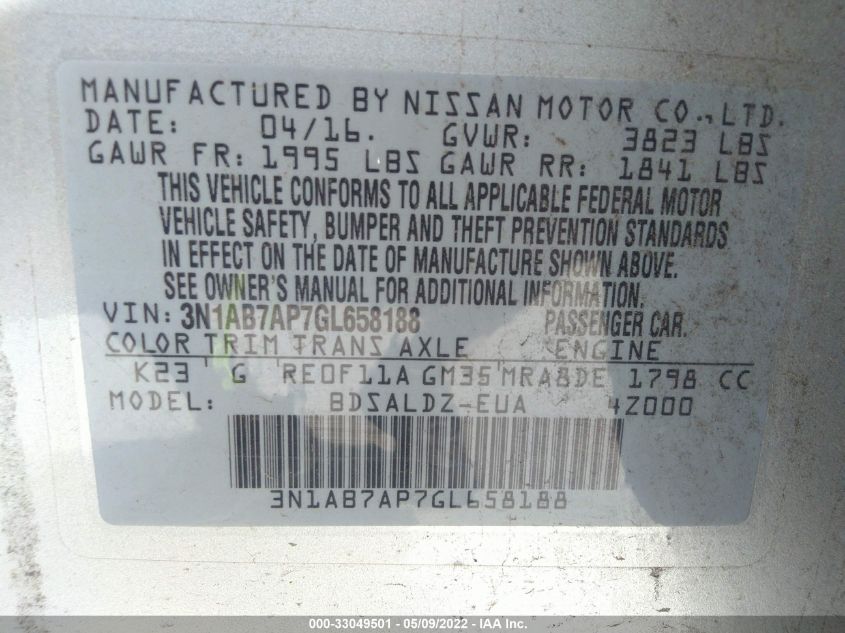 MANUFACTURED BY NISSAN MOTOR CO., LTD.
DATE: 04/16. GVWR: 3823 LBS
GAWR FR: 1995 LBS GAWR RR: 1841 LBS
THIS VEHICLE CONFORMS TO ALL APPLICABLE FEDERAL MOTOR
VEHICLE SAFETY, BUMPER AND THEFT PREVENTION STANDARDS
IN EFFECT ON THE DATE OF MANUFACTURE SHOWN ABOVE.
SEE OWNER'S MANUAL FOR ADDITIONAL INFORMATION.
VIN: 3N1AB7AP7GL658188 PASSENGER CAR.
COLOR TRIM TRANS AXLE ENGINE
K23 G RE0F11A GM35 MRA8DE 1798 CC
MODEL: BDSALDZ-EUA 4Z000
3N1AB7AP7GL658188
000-33049501 - 05/09/2022 - IAA Inc.